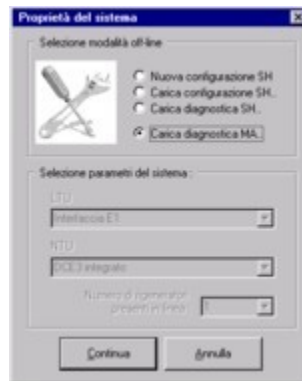 Proprietà del sistema
Selezione modalità off-line
Nuova configurazione SH
Carica configurazione SH..
Carica diagnostica SH..
Carica diagnostica MA..
Selezione parametri del sistema :
LTU
Interfaccia E1
NTU
DCE3 integrato
Numero di rigeneratori
presenti in linea
1
Continua
Annulla